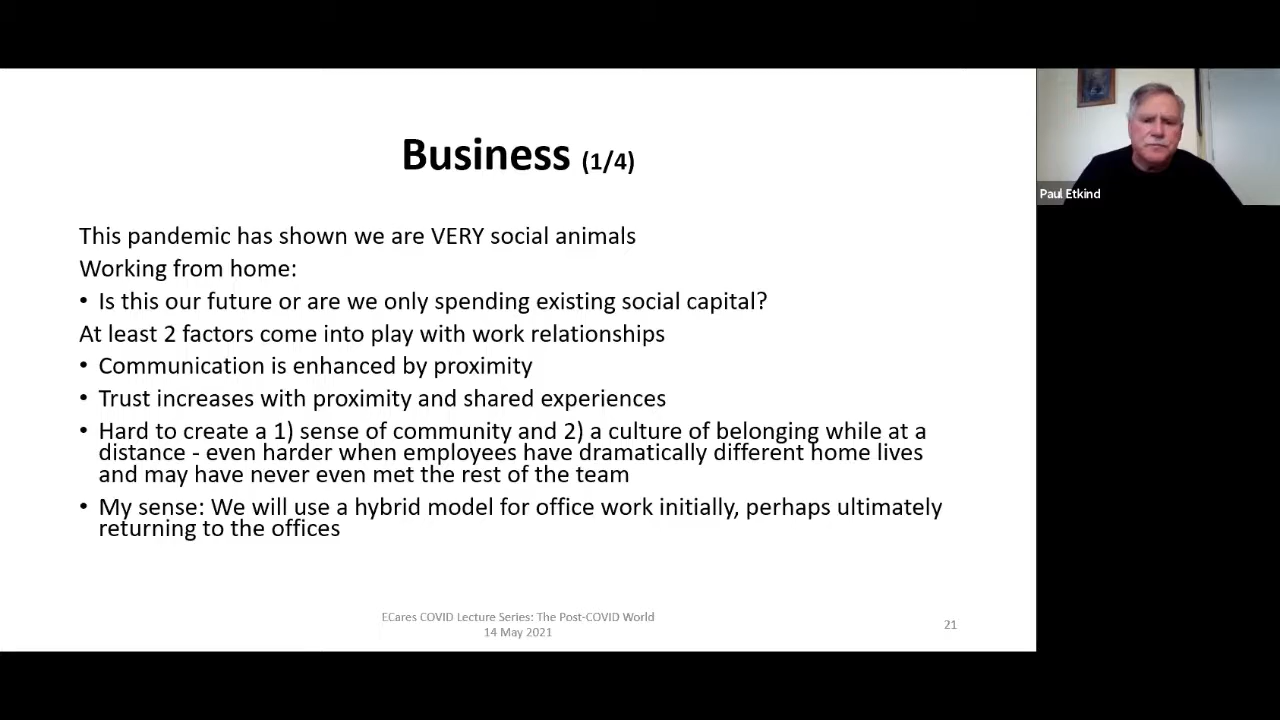 Business (1/4)
This pandemic has shown we are VERY social animals
Working from home:
• Is this our future or are we only spending existing social capital?
At least 2 factors come into play with work relationships
• Communication is enhanced by proximity
• Trust increases with proximity and shared experiences
• Hard to create a 1) sense of community and 2) a culture of belonging while at a
distance - even harder when employees have dramatically different home lives
and may have never even met the rest of the team
• My sense: We will use a hybrid model for office work initially, perhaps ultimately
returning to the offices
ECares COVID Lecture Series: The Post-COVID World
14 May 2021
21
Paul Etkind